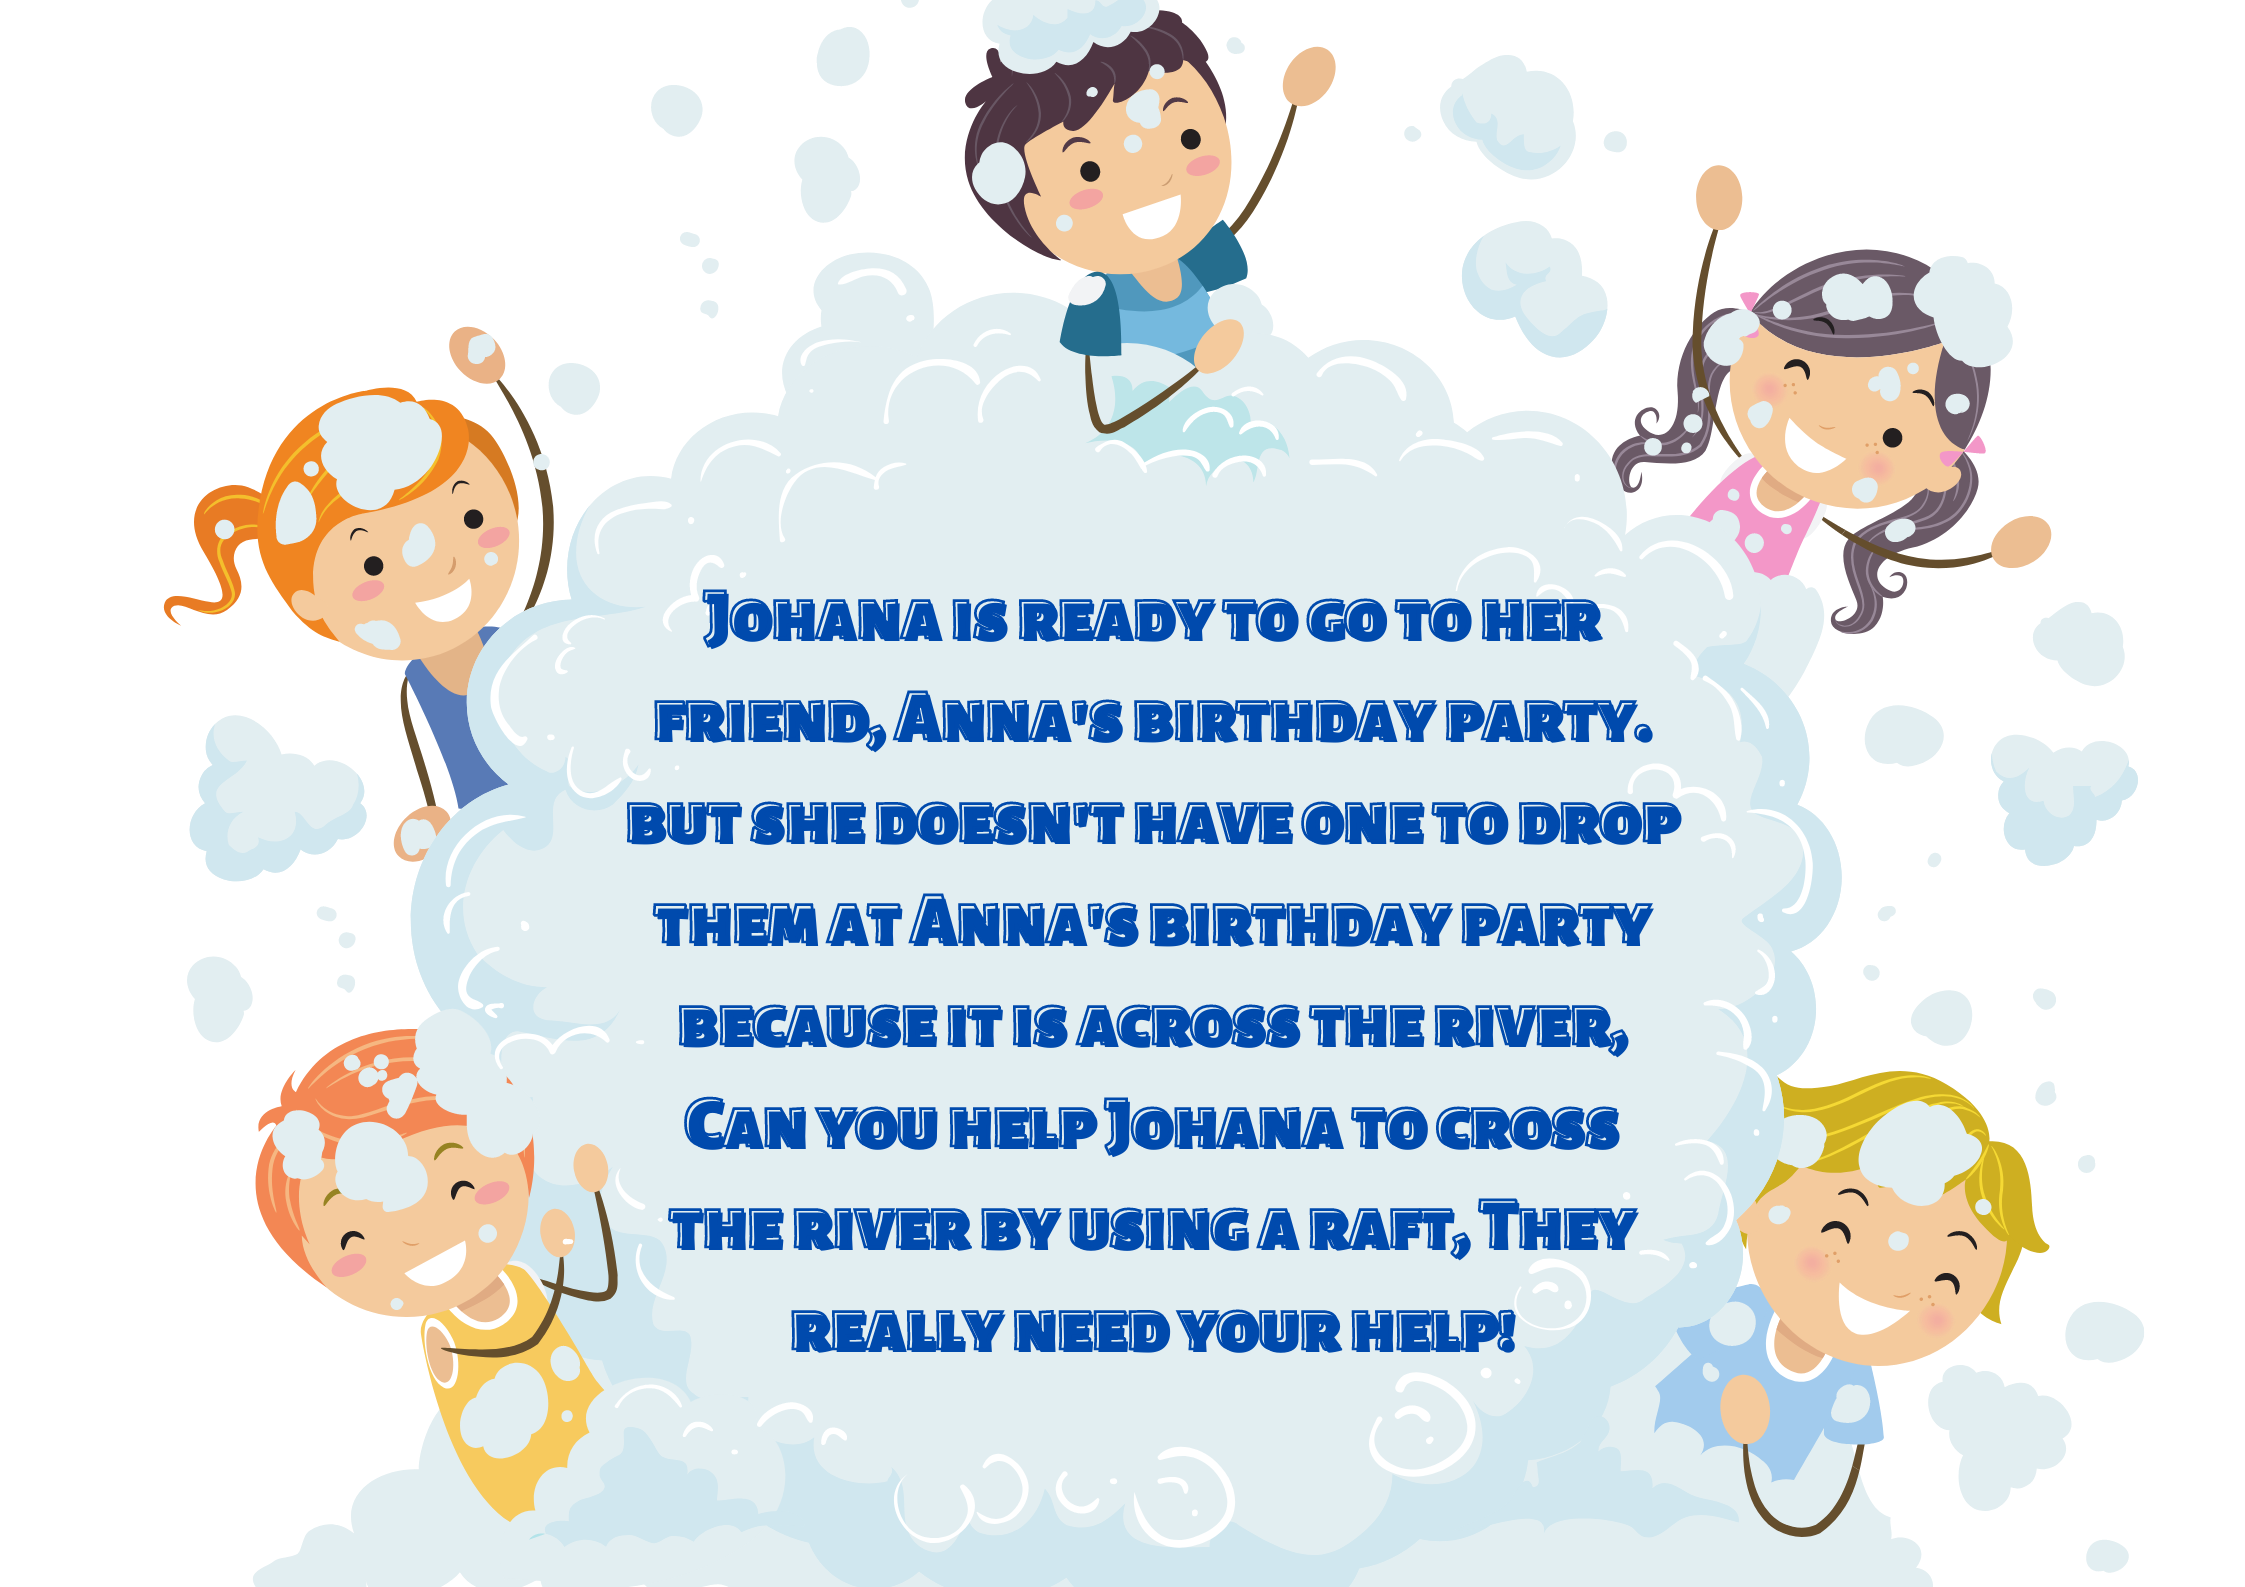 Johana is ready to go to her
friend, Anna's birthday party.
but she doesn't have one to drop
them at Anna's birthday party
because it is across the river,
Can you help Johana to cross
the river by using a raft, They
really need your help!